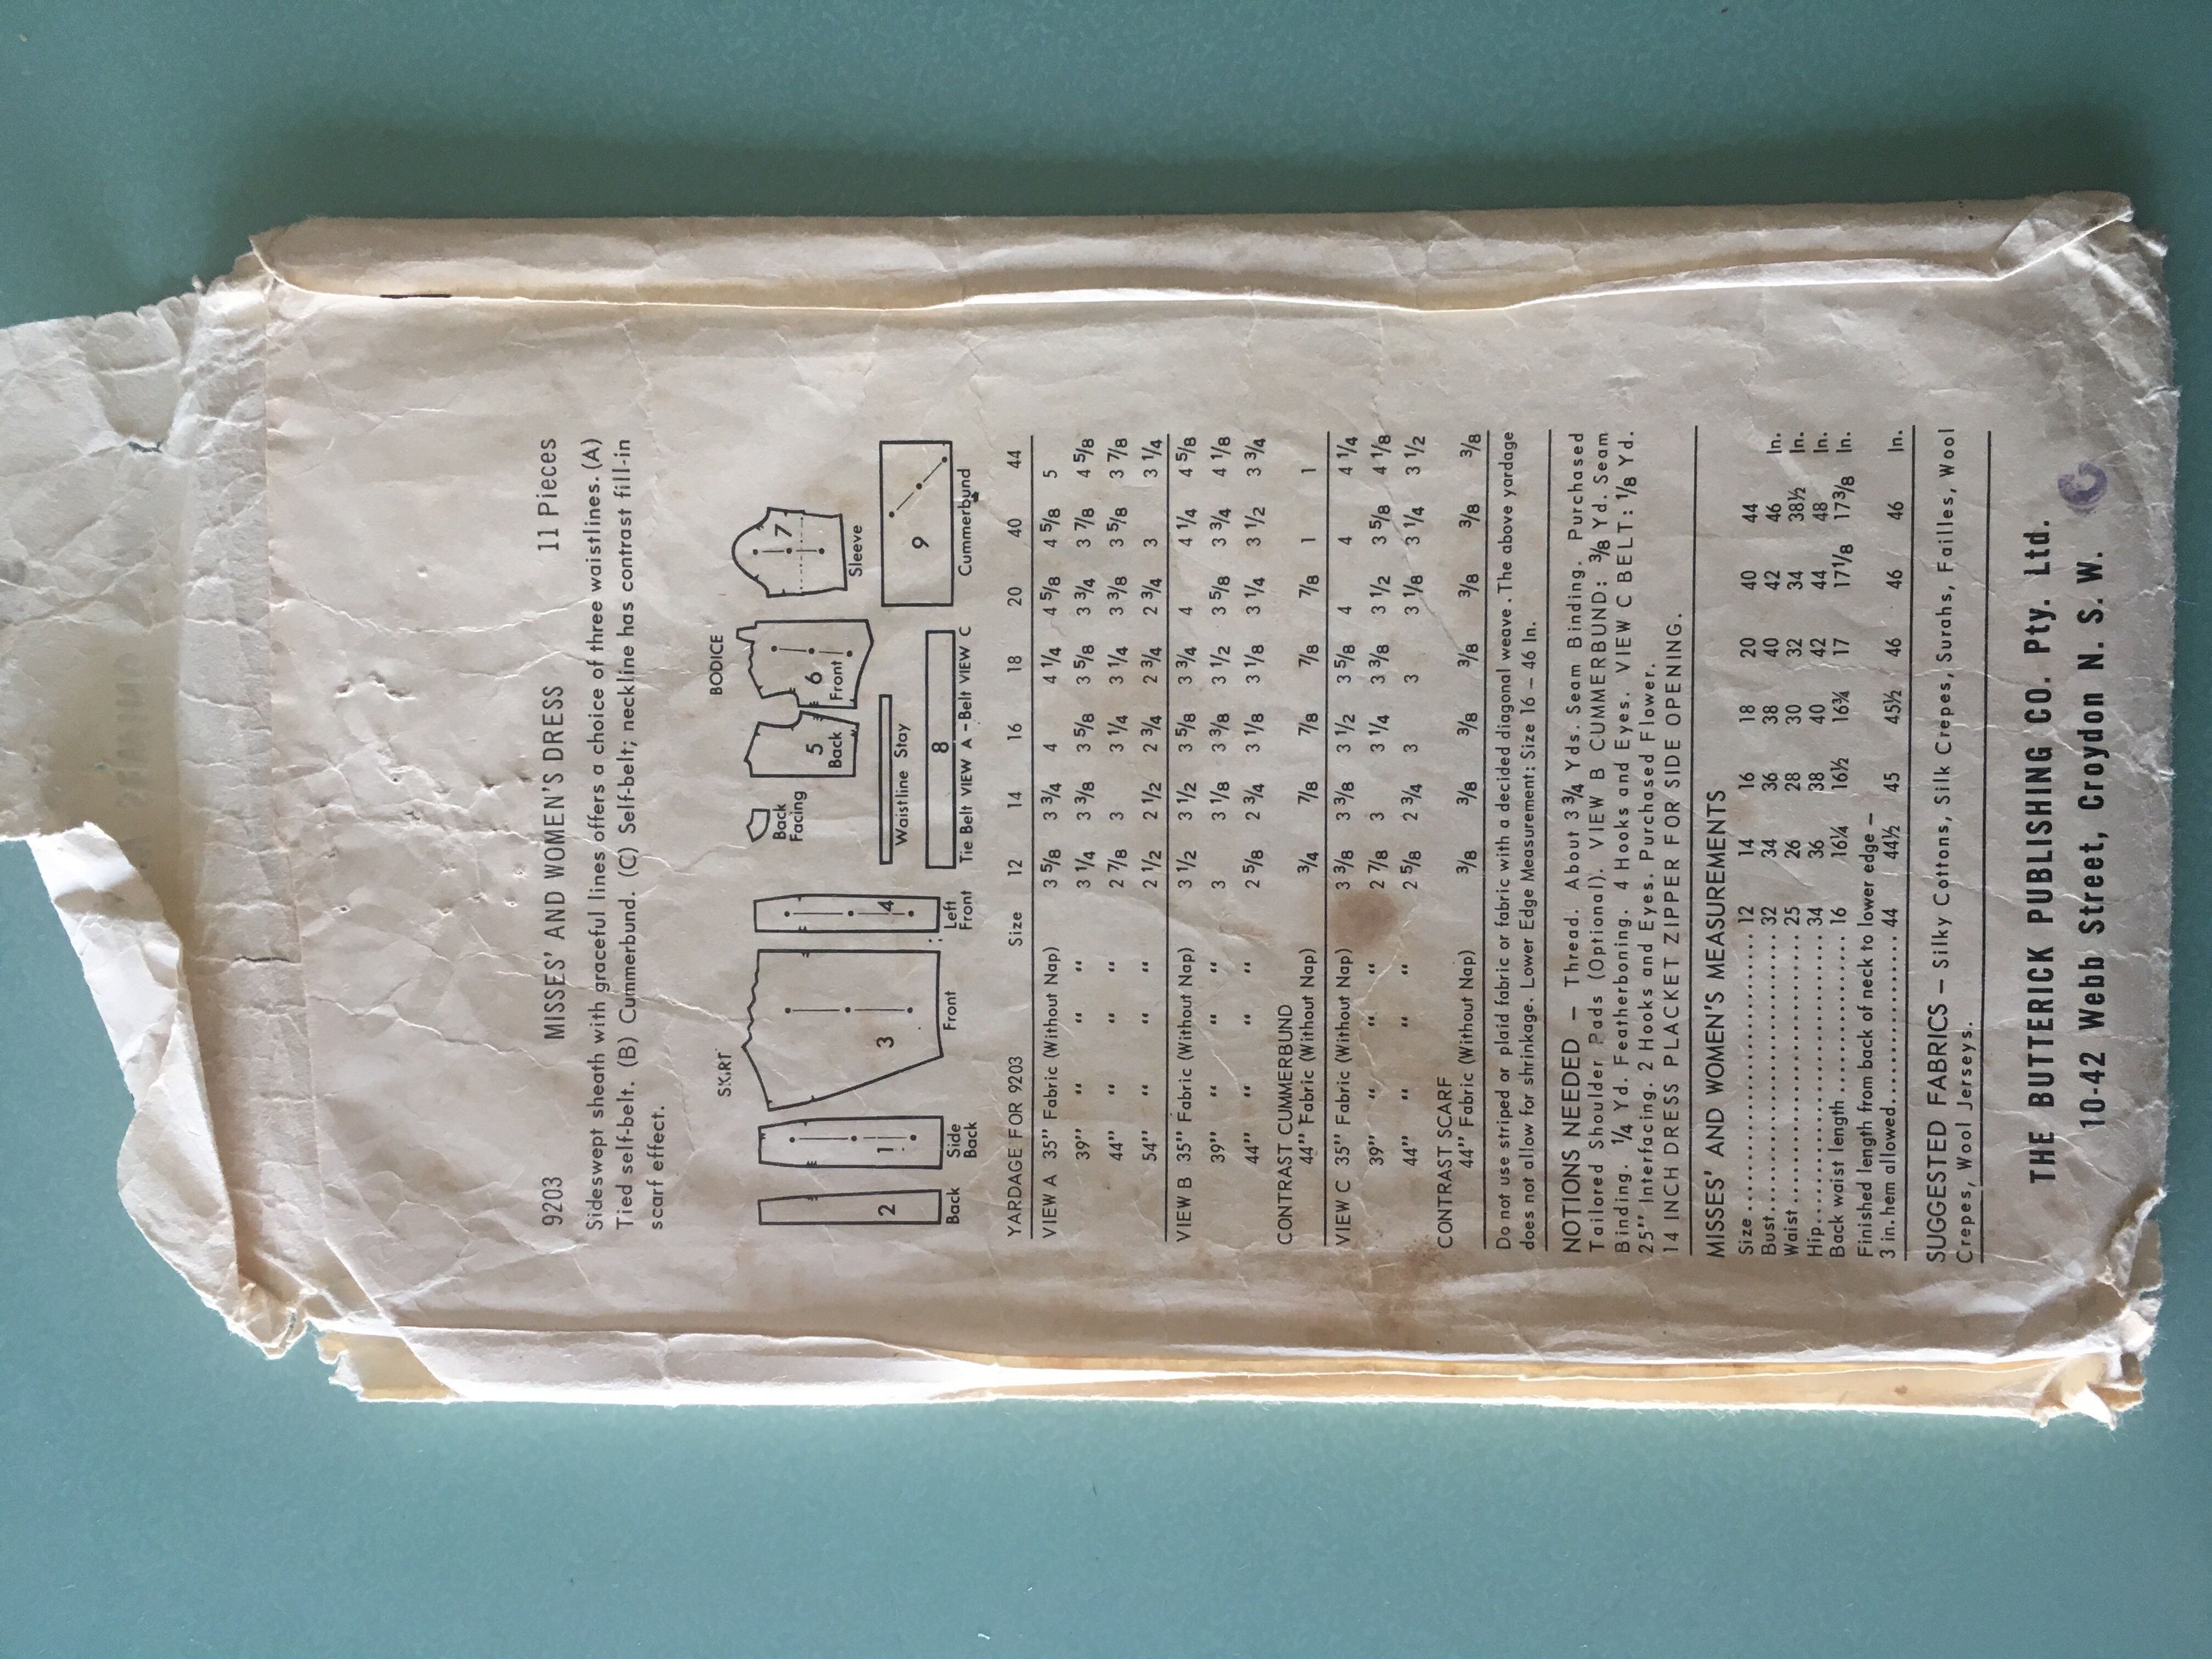 9203 MISSES' AND WOMEN'S DRESS 11 Pieces
Sideswept sheath with graceful lines offers a choice of three waistlines. (A)
Tied self-belt. (B) Cummerbund. (C) Self-belt; neckline has contrast fill-in
scarf effect.
SKIRT BODICE
2 Back
1 Side Back
3 Front
4 Left Front
Back Facing
5 Back
6 Front
7 Sleeve
Waistline Stay
8
Tie Belt VIEW A - Belt VIEW C
9
Cummerbund
YARDAGE FOR 9203 Size 12 14 16 18 20 40 44
VIEW A 35" Fabric (Without Nap) 3 5/8 3 3/4 4 4 1/4 4 5/8 4 5/8 5
39" " " " 3 1/4 3 3/8 3 5/8 3 5/8 3 3/4 3 7/8 4 5/8
44" " " " 2 7/8 3 3 1/4 3 1/4 3 3/8 3 5/8 3 7/8
54" " " " 2 1/2 2 1/2 2 3/4 2 3/4 2 3/4 3 3 1/4
VIEW B 35" Fabric (Without Nap) 3 1/2 3 1/2 3 5/8 3 3/4 4 4 1/4 4 5/8
39" " " " 3 3 1/8 3 3/8 3 1/2 3 5/8 3 3/4 4 1/8
44" " " " 2 5/8 2 3/4 3 1/8 3 1/8 3 1/4 3 1/2 3 3/4
CONTRAST CUMMERBUND
44" Fabric (Without Nap) 3/4 7/8 7/8 7/8 7/8 1 1
VIEW C 35" Fabric (Without Nap) 3 3/8 3 3/8 3 1/2 3 5/8 4 4 4 1/4
39" " " " 2 7/8 3 3 1/4 3 3/8 3 1/2 3 5/8 4 1/8
44" " " " 2 5/8 2 3/4 3 3 3 1/8 3 1/4 3 1/2
CONTRAST SCARF
44" Fabric (Without Nap) 3/8 3/8 3/8 3/8 3/8 3/8 3/8
Do not use striped or plaid fabric or fabric with a decided diagonal weave. The above yardage
does not allow for shrinkage. Lower Edge Measurement: Size 16 – 46 In.
NOTIONS NEEDED – Thread. About 3 3/4 Yds. Seam Binding. Purchased
Tailored Shoulder Pads (Optional). VIEW B CUMMERBUND: 3/8 Yd. Seam
Binding. 1/4 Yd. Featherboning. 4 Hooks and Eyes. VIEW C BELT: 1/8 Yd.
25" Interfacing. 2 Hooks and Eyes. Purchased Flower.
14 INCH DRESS PLACKET ZIPPER FOR SIDE OPENING.
MISSES' AND WOMEN'S MEASUREMENTS
Size 12 14 16 18 20 40 44
Bust 32 34 36 38 40 42 46 In.
Waist 25 26 28 30 32 34 38½ In.
Hip 34 36 38 40 42 44 48 In.
Back waist length 16 16¼ 16½ 16¾ 17 17 1/8 17 3/8 In.
Finished length from back of neck to lower edge –
3 in. hem allowed 44 44½ 45 45½ 46 46 46 In.
SUGGESTED FABRICS – Silky Cottons, Silk Crepes, Surahs, Failles, Wool
Crepes, Wool Jerseys.
THE BUTTERICK PUBLISHING CO. Pty. Ltd.
10-42 Webb Street, Croydon N. S. W.